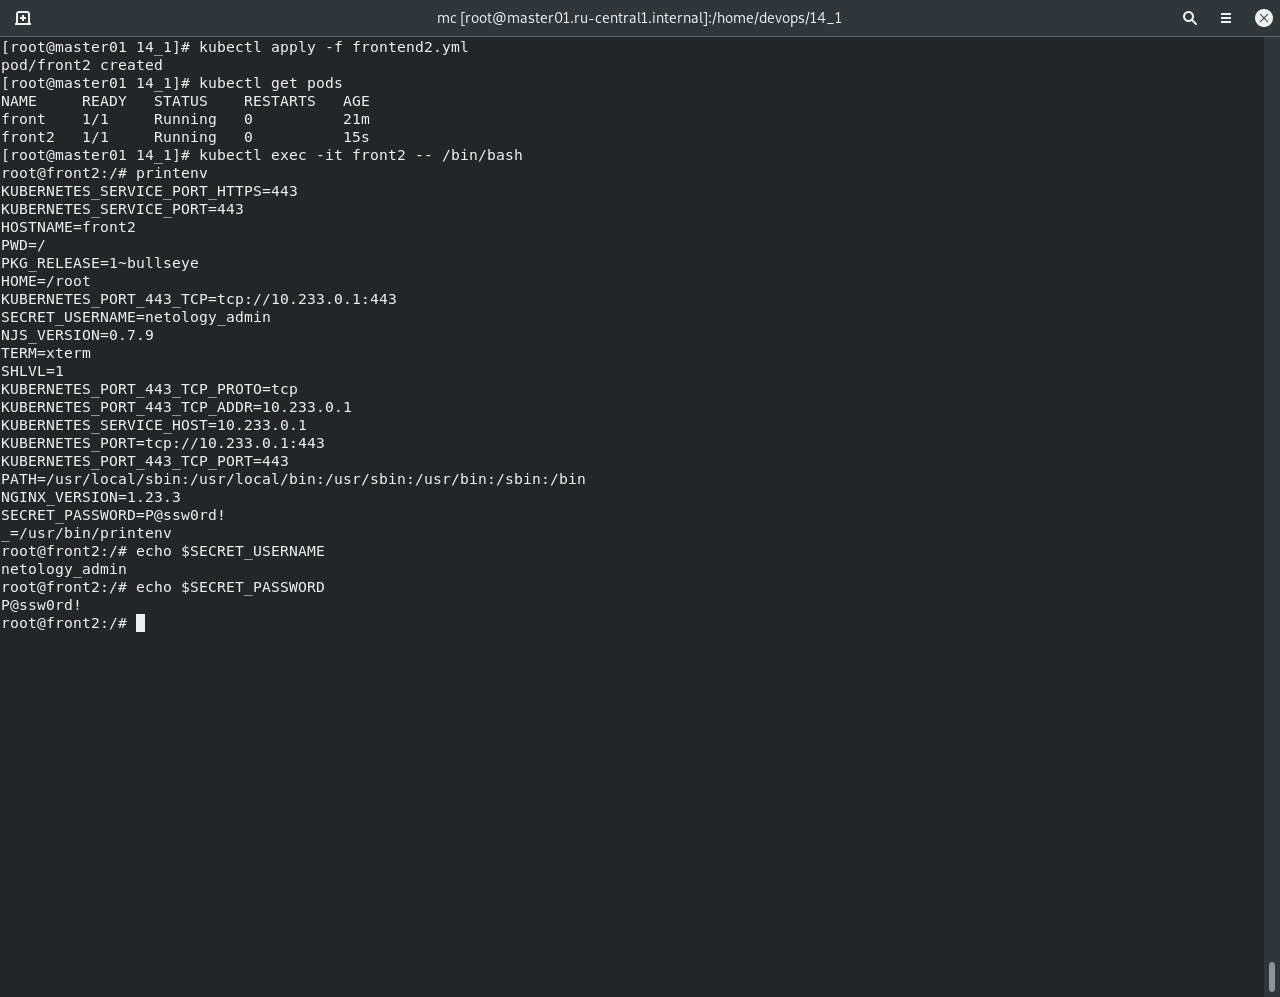 mc [root@master01.ru-central1.internal]:/home/devops/14_1
[root@master01 14_1]# kubectl apply -f frontend2.yml
pod/front2 created
[root@master01 14_1]# kubectl get pods
NAME     READY   STATUS    RESTARTS   AGE
front    1/1     Running   0          21m
front2   1/1     Running   0          15s
[root@master01 14_1]# kubectl exec -it front2 -- /bin/bash
root@front2:/# printenv
KUBERNETES_SERVICE_PORT_HTTPS=443
KUBERNETES_SERVICE_PORT=443
HOSTNAME=front2
PWD=/
PKG_RELEASE=1~bullseye
HOME=/root
KUBERNETES_PORT_443_TCP=tcp://10.233.0.1:443
SECRET_USERNAME=netology_admin
NJS_VERSION=0.7.9
TERM=xterm
SHLVL=1
KUBERNETES_PORT_443_TCP_PROTO=tcp
KUBERNETES_PORT_443_TCP_ADDR=10.233.0.1
KUBERNETES_SERVICE_HOST=10.233.0.1
KUBERNETES_PORT=tcp://10.233.0.1:443
KUBERNETES_PORT_443_TCP_PORT=443
PATH=/usr/local/sbin:/usr/local/bin:/usr/sbin:/usr/bin:/sbin:/bin
NGINX_VERSION=1.23.3
SECRET_PASSWORD=P@ssw0rd!
_=/usr/bin/printenv
root@front2:/# echo $SECRET_USERNAME
netology_admin
root@front2:/# echo $SECRET_PASSWORD
P@ssw0rd!
root@front2:/#